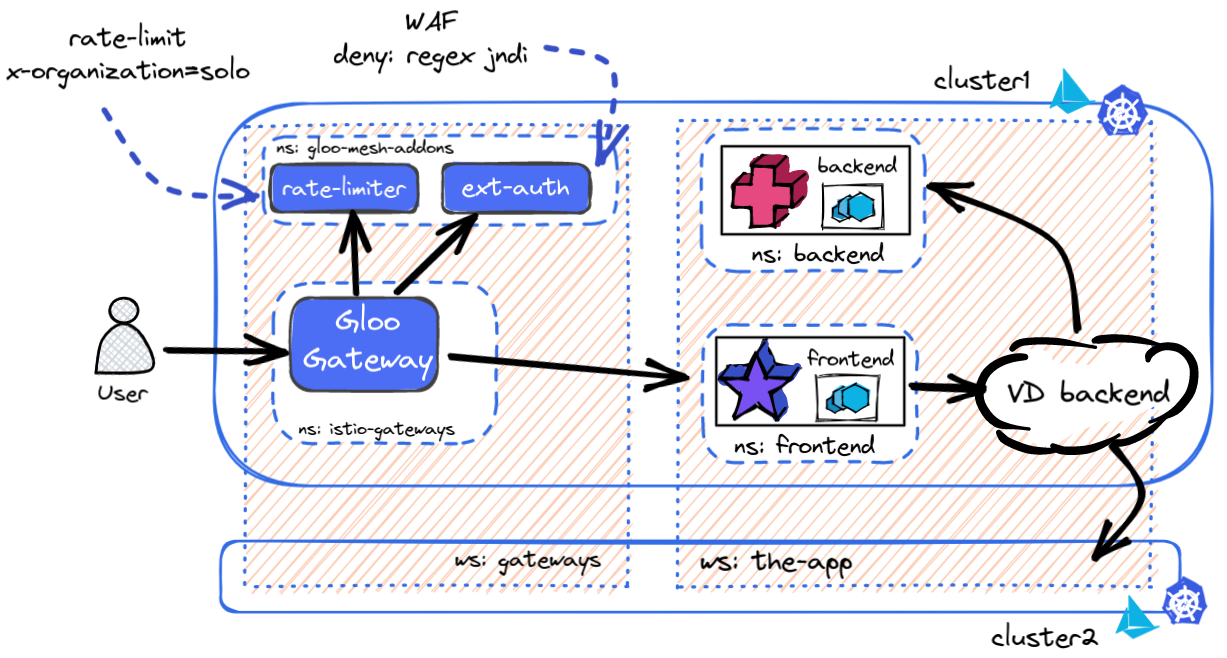 rate-limit
x-organization=solo
WAF
deny: regex jndi
cluster1
ns: gloo-mesh-addons
rate-limiter
ext-auth
backend
ns: backend
Gloo
Gateway
ns: istio-gateways
User
frontend
ns: frontend
VD backend
ws: gateways
ws: the-app
cluster2